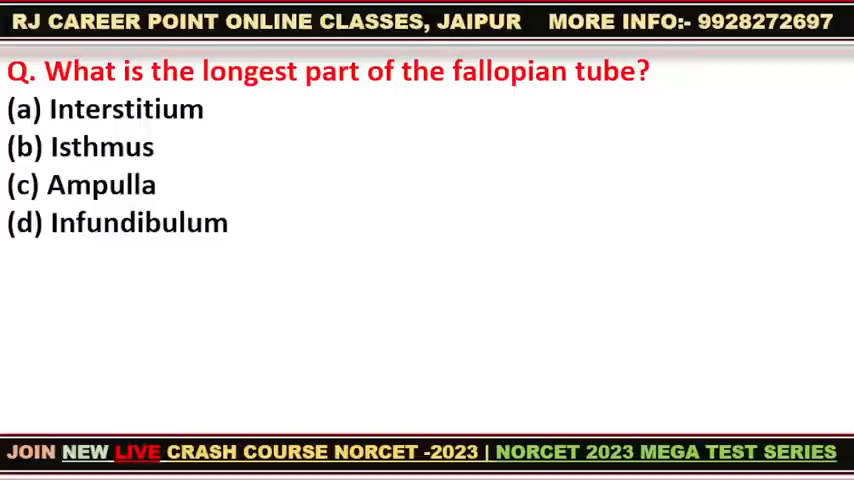 RJ CAREER POINT ONLINE CLASSES, JAIPUR MORE INFO:- 9928272697
Q. What is the longest part of the fallopian tube?
(a) Interstitium
(b) Isthmus
(c) Ampulla
(d) Infundibulum
JOIN NEW LIVE CRASH COURSE NORCET -2023 | NORCET 2023 MEGA TEST SERIES